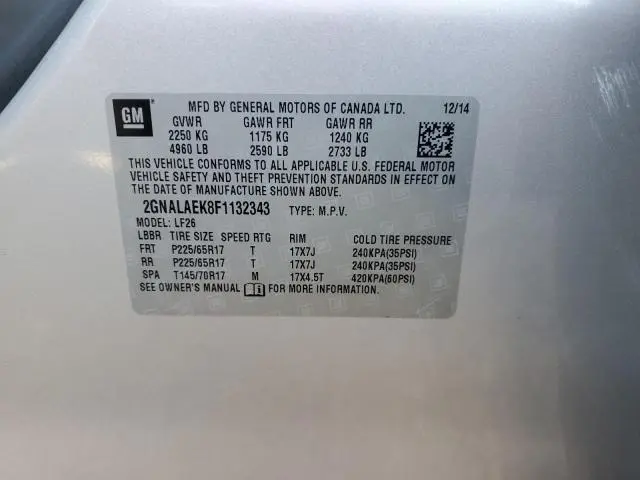 GM MFD BY GENERAL MOTORS OF CANADA LTD. 12/14
GVWR GAWR FRT GAWR RR
2250 KG 1175 KG 1240 KG
4960 LB 2590 LB 2733 LB
THIS VEHICLE CONFORMS TO ALL APPLICABLE U.S. FEDERAL MOTOR
VEHICLE SAFETY AND THEFT PREVENTION STANDARDS IN EFFECT ON
THE DATE OF MANUFACTURE SHOWN ABOVE.
2GNALAEK8F1132343 TYPE: M.P.V.
MODEL: LF26
LBBR TIRE SIZE SPEED RTG RIM COLD TIRE PRESSURE
FRT P225/65R17 T 17X7J 240KPA(35PSI)
RR P225/65R17 T 17X7J 240KPA(35PSI)
SPA T145/70R17 M 17X4.5T 420KPA(60PSI)
SEE OWNER'S MANUAL FOR MORE INFORMATION.